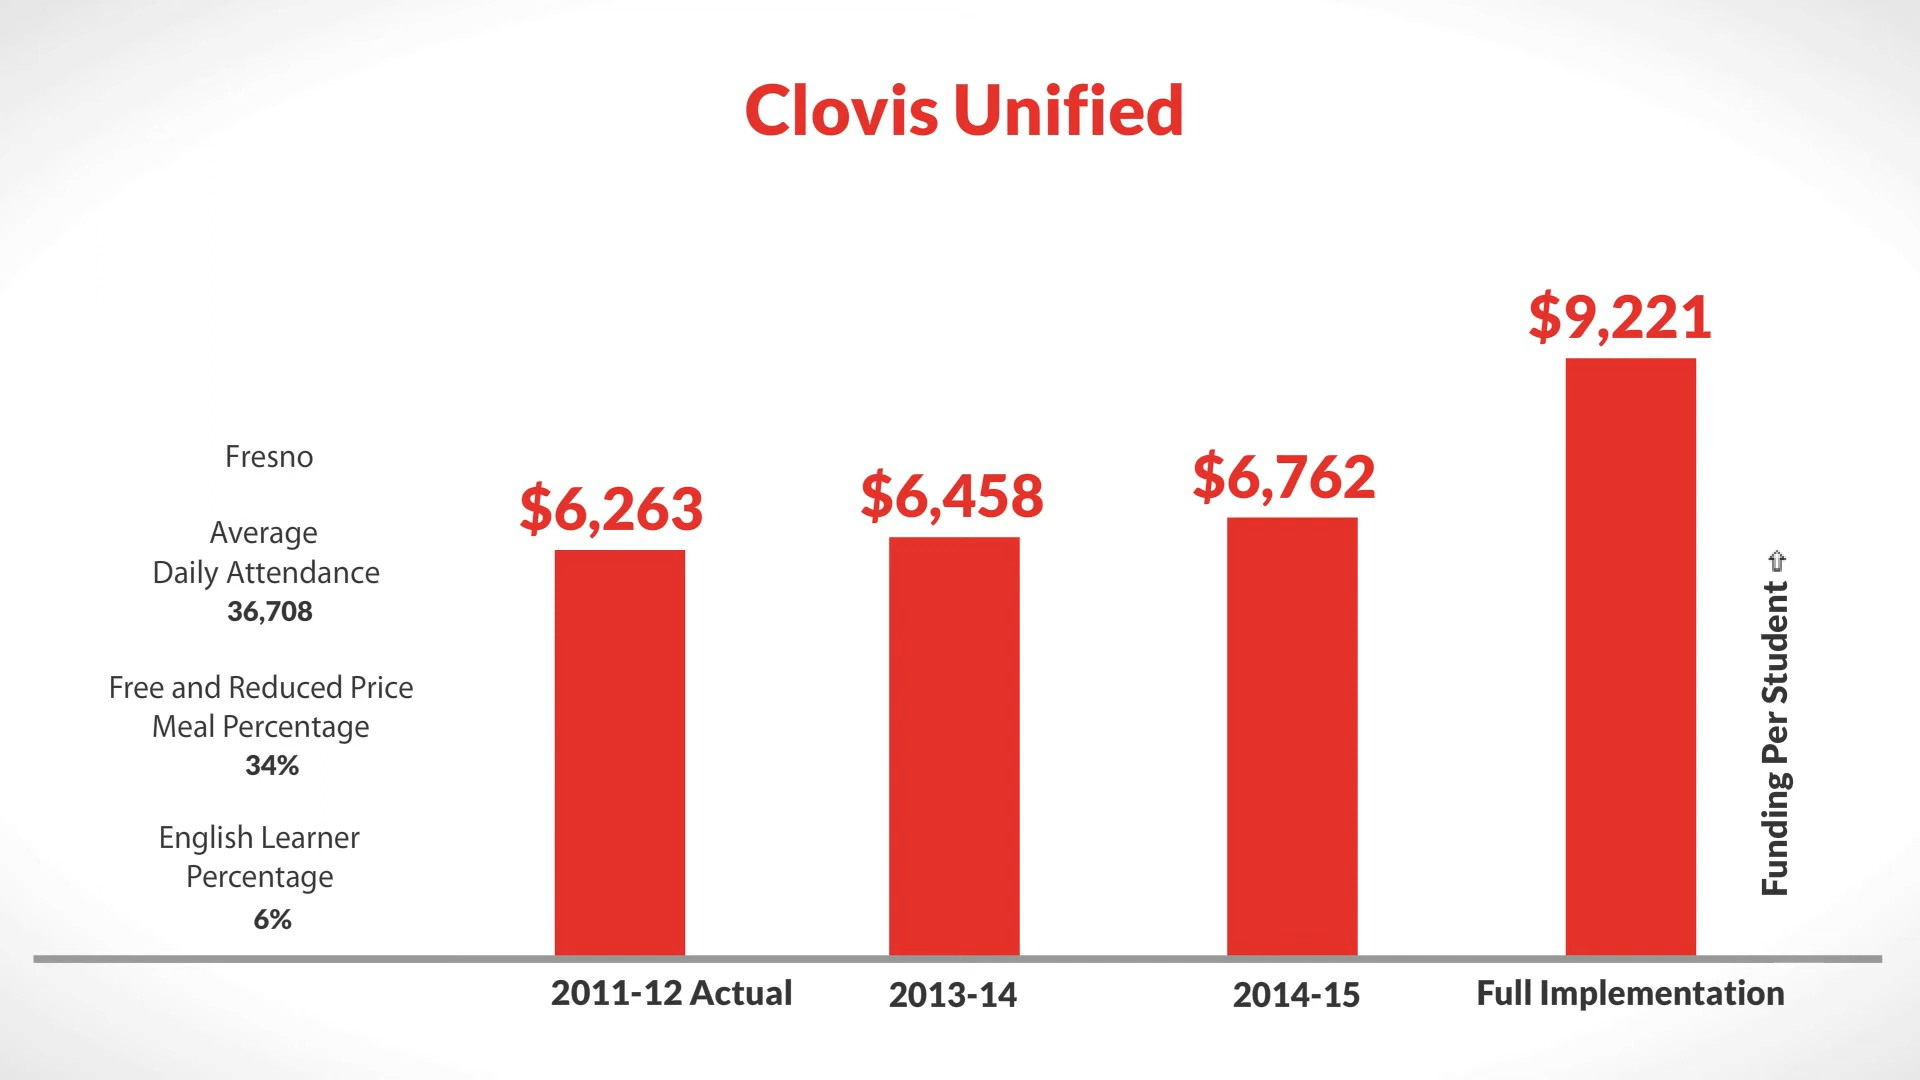 Clovis Unified
Fresno
Average
Daily Attendance
36,708
Free and Reduced Price
Meal Percentage
34%
English Learner
Percentage
6%
$6,263
$6,458
$6,762
$9,221
2011-12 Actual
2013-14
2014-15
Full Implementation
Funding Per Student ⇧